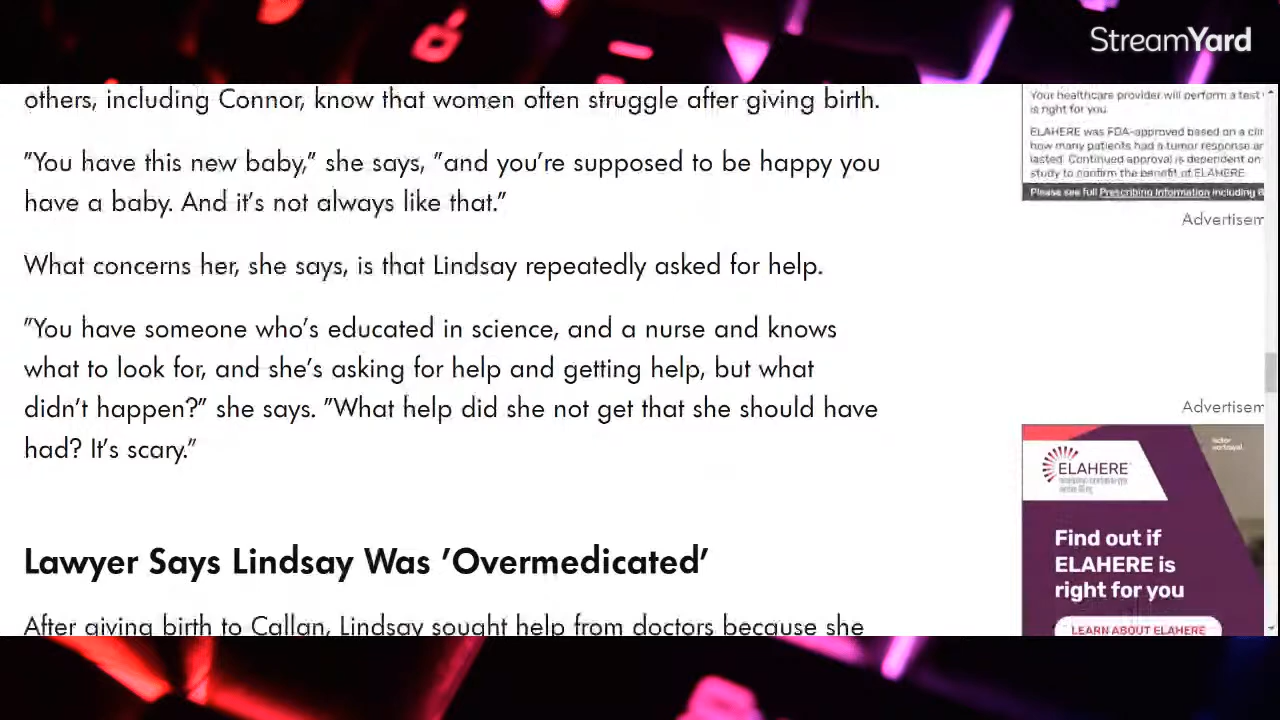 StreamYard
others, including Connor, know that women often struggle after giving birth.
"You have this new baby," she says, "and you're supposed to be happy you
have a baby. And it's not always like that."
What concerns her, she says, is that Lindsay repeatedly asked for help.
"You have someone who's educated in science, and a nurse and knows
what to look for, and she's asking for help and getting help, but what
didn't happen?" she says. "What help did she not get that she should have
had? It's scary."
Lawyer Says Lindsay Was 'Overmedicated'
After giving birth to Callan, Lindsay sought help from doctors because she
Your healthcare provider will perform a test
is right for you.
ELAHERE was FDA-approved based on a clin
how many patients had a tumor response an
lasted. Continued approval is dependent on
study to confirm the benefit of ELAHERE
Please see full Prescribing Information including B
Advertisem
Advertisem
ELAHERE
Find out if
ELAHERE is
right for you
LEARN ABOUT ELAHERE